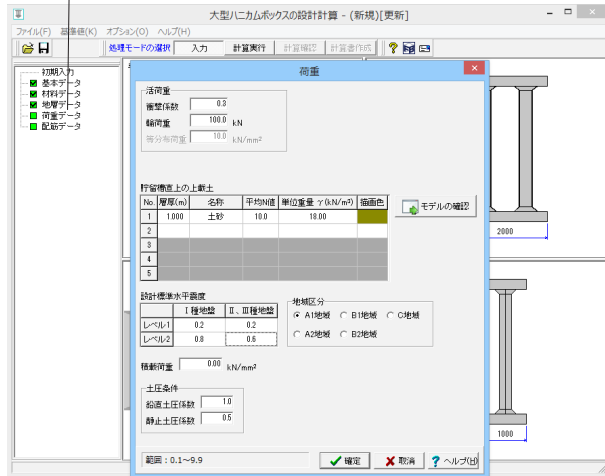 大型ハニカムボックスの設計計算 - (新規)[更新]
ファイル(F) 基準値(K) オプション(O) ヘルプ(H)
処理モードの選択 入力 計算実行 計算確認 計算書作成
初期入力
基本データ
材料データ
地層データ
荷重データ
配筋データ
荷重
活荷重
衝撃係数 0.3
輪荷重 100.0 kN
等分布荷重 10.0 kN/mm²
貯留槽直上の上載土
No. 層厚(m) 名称 平均N値 単位重量 γ(kN/m³) 描画色
1 1.000 土砂 10.0 18.00
2
3
4
5
モデルの確認
設計標準水平震度
Ⅰ種地盤 Ⅱ、Ⅲ種地盤
レベル1 0.2 0.2
レベル2 0.8 0.6
地域区分
A1地域 B1地域 C地域
A2地域 B2地域
積載荷重 0.00 kN/mm²
土圧条件
鉛直土圧係数 1.0
静止土圧係数 0.5
範囲：0.1～9.9
確定 取消 ヘルプ(H)
2000
1000